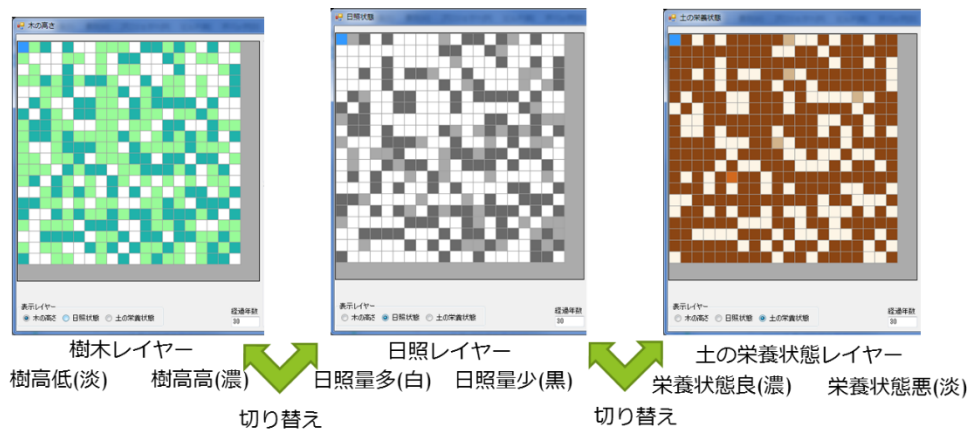 木の高さ
日照状態
土の栄養状態
表示レイヤー
木の高さ 日照状態 土の栄養状態
経過年数
30
表示レイヤー
木の高さ 日照状態 土の栄養状態
経過年数
30
表示レイヤー
木の高さ 日照状態 土の栄養状態
経過年数
30
樹木レイヤー
樹高低(淡) 樹高高(濃)
切り替え
日照レイヤー
日照量多(白) 日照量少(黒)
切り替え
土の栄養状態レイヤー
栄養状態良(濃) 栄養状態悪(淡)